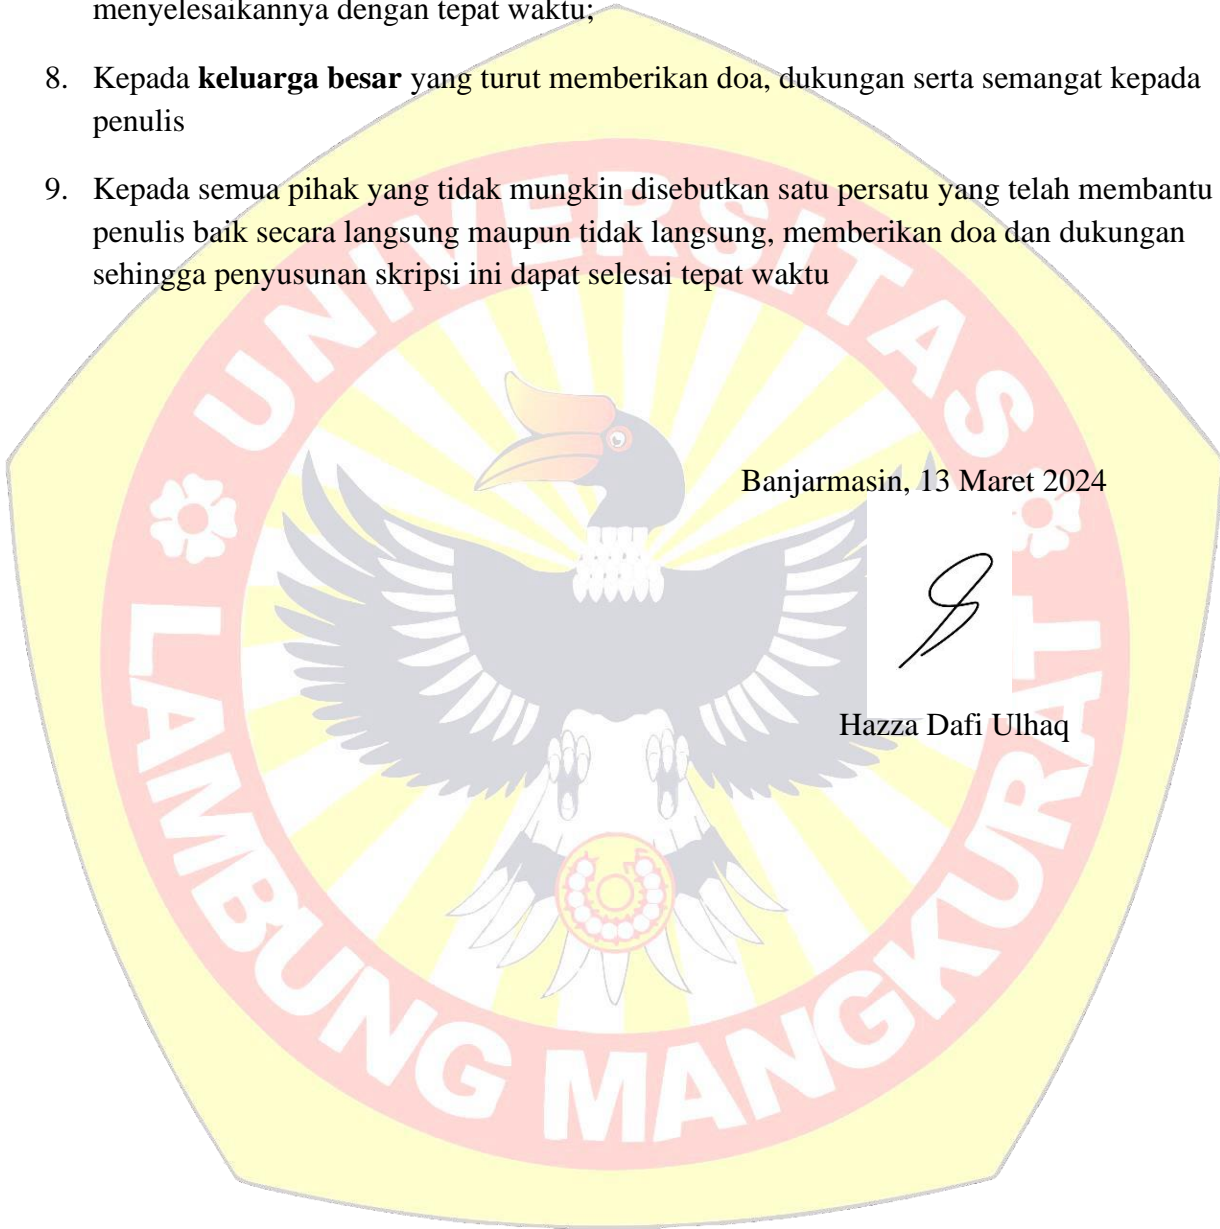 menyelesaikannya dengan tepat waktu;
8. Kepada keluarga besar yang turut memberikan doa, dukungan serta semangat kepada
penulis
9. Kepada semua pihak yang tidak mungkin disebutkan satu persatu yang telah membantu
penulis baik secara langsung maupun tidak langsung, memberikan doa dan dukungan
sehingga penyusunan skripsi ini dapat selesai tepat waktu
UNIVERSITAS
LAMBUNG MANGKURAT
Banjarmasin, 13 Maret 2024
Hazza Dafi Ulhaq